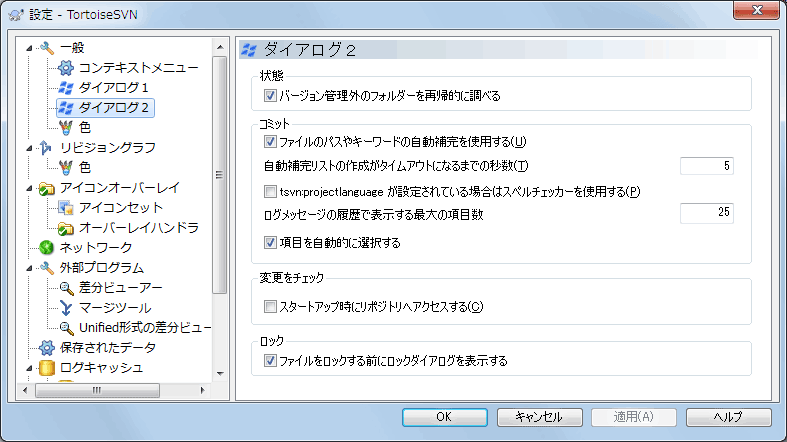 設定 - TortoiseSVN
一般
コンテキストメニュー
ダイアログ1
ダイアログ2
色
リビジョングラフ
色
アイコンオーバーレイ
アイコンセット
オーバーレイハンドラ
ネットワーク
外部プログラム
差分ビューアー
マージツール
Unified形式の差分ビュー
保存されたデータ
ログキャッシュ
ダイアログ2
状態
バージョン管理外のフォルダーを再帰的に調べる
コミット
ファイルのパスやキーワードの自動補完を使用する(U)
自動補完リストの作成がタイムアウトになるまでの秒数(T) 5
tsvn:projectlanguage が設定されている場合はスペルチェッカーを使用する(P)
ログメッセージの履歴で表示する最大の項目数 25
項目を自動的に選択する
変更をチェック
スタートアップ時にリポジトリへアクセスする(C)
ロック
ファイルをロックする前にロックダイアログを表示する
OK キャンセル 適用(A) ヘルプ